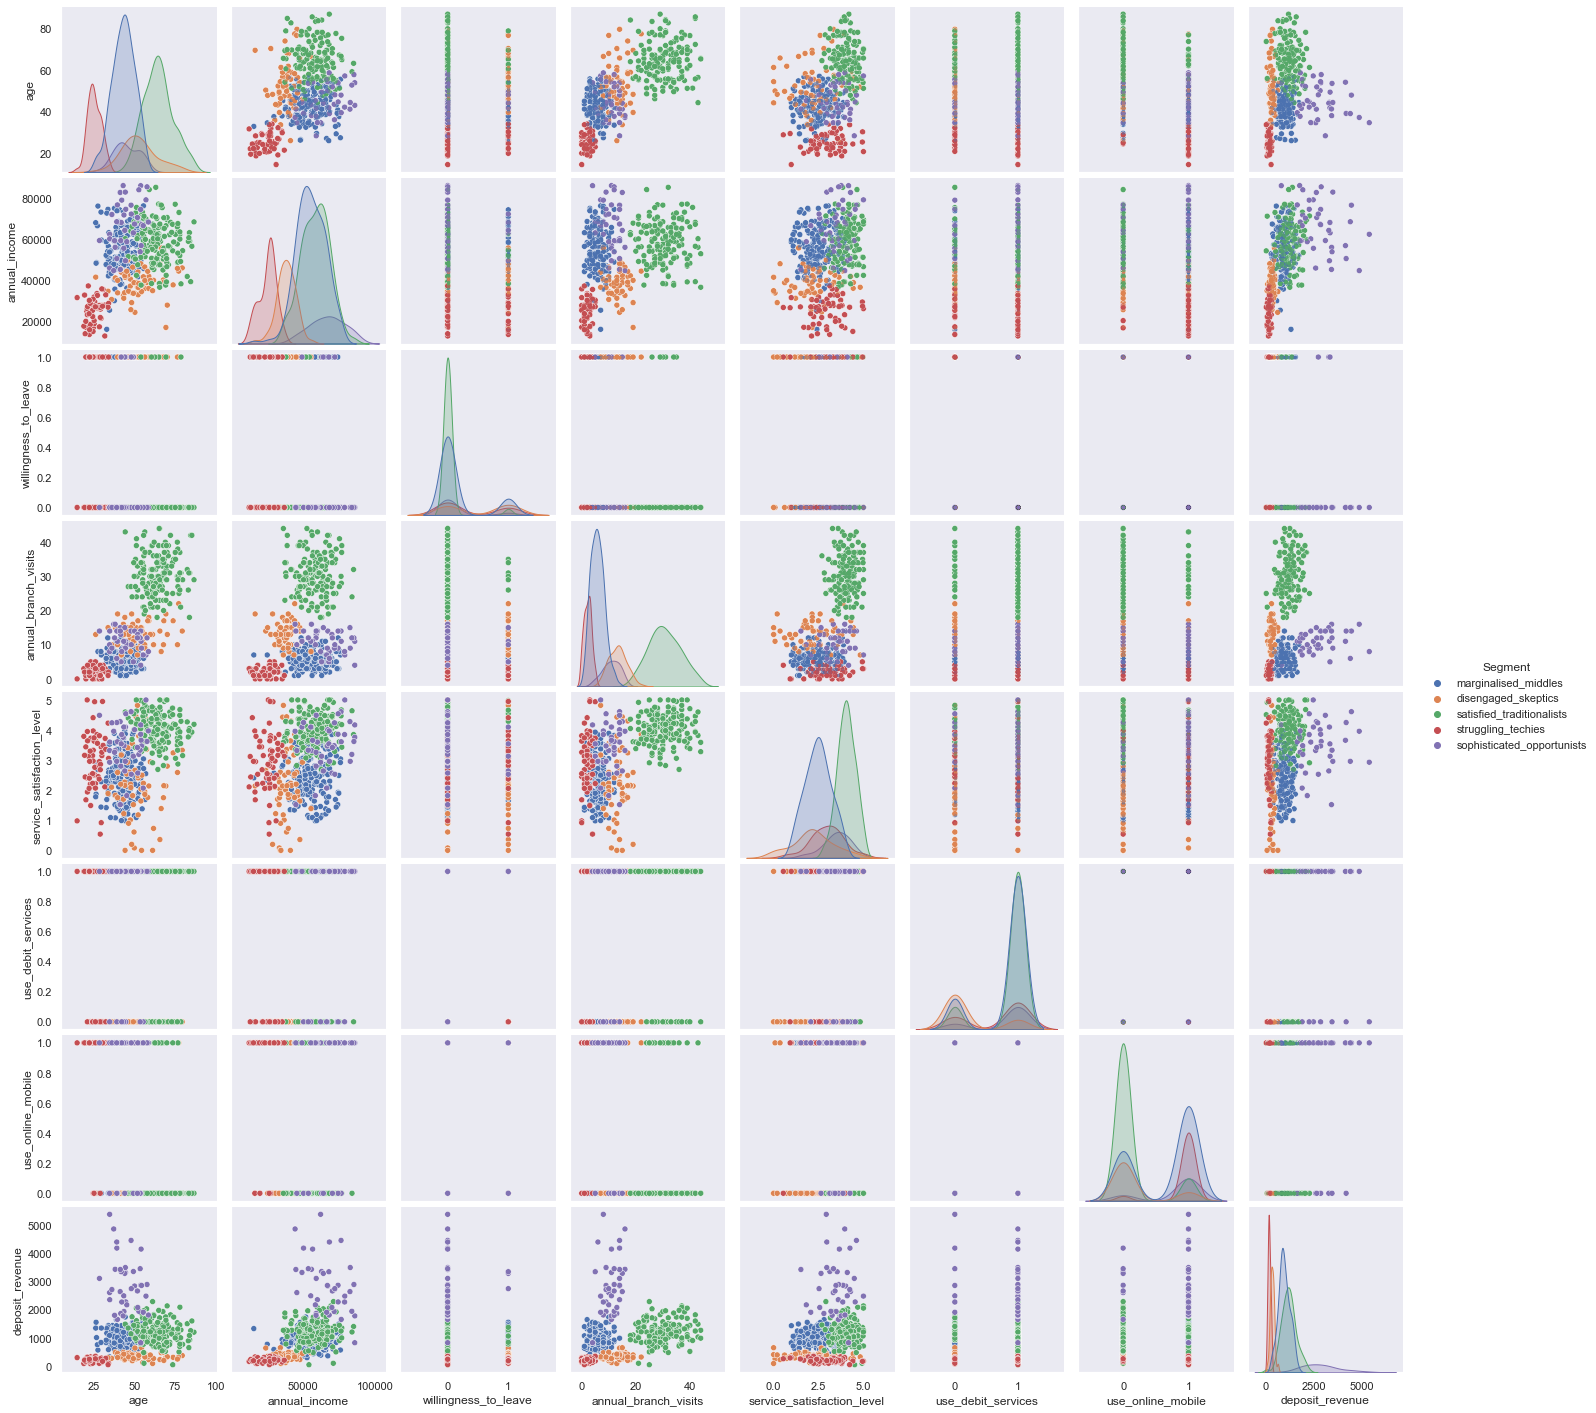 80
60
age
40
20
80000
60000
annual_income
40000
20000
1.0
0.8
willingness_to_leave
0.6
0.4
0.2
0.0
40
30
annual_branch_visits
20
10
0
Segment
marginalised_middles
disengaged_skeptics
satisfied_traditionalists
struggling_techies
sophisticated_opportunists
5
4
service_satisfaction_level
3
2
1
0
1.0
0.8
use_debit_services
0.6
0.4
0.2
0.0
1.0
0.8
use_online_mobile
0.6
0.4
0.2
0.0
5000
4000
deposit_revenue
3000
2000
1000
0
25 50 75 100 50000 100000 0 1 0 20 40 0.0 2.5 5.0 0 1 0 1 0 2500 5000
age annual_income willingness_to_leave annual_branch_visits service_satisfaction_level use_debit_services use_online_mobile deposit_revenue